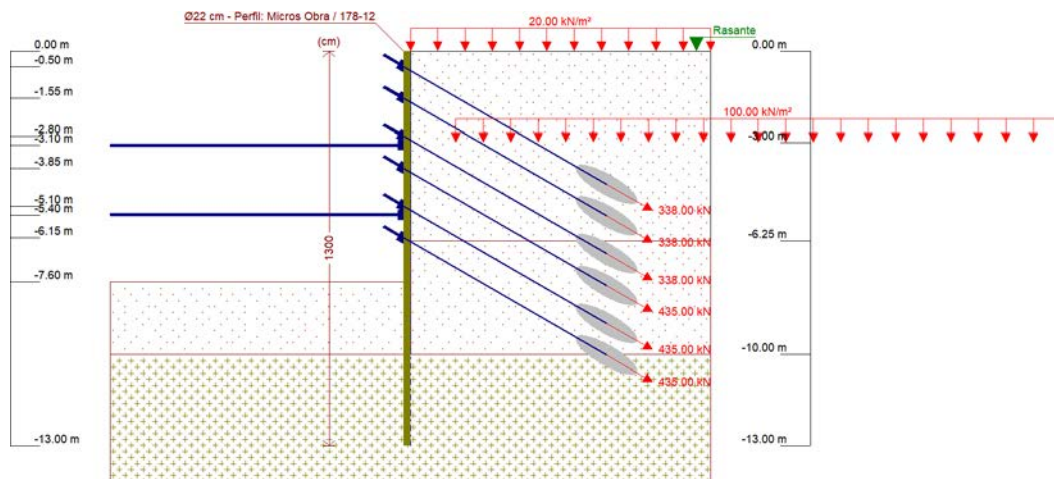 Ø22 cm - Perfil: Micros Obra / 178-12
20.00 kN/m²
Rasante
(cm)
0.00 m
-0.50 m
-1.55 m
-2.80 m
-3.10 m
-3.85 m
-5.10 m
-5.40 m
-6.15 m
-7.60 m
-13.00 m
1300
100.00 kN/m²
338.00 kN
338.00 kN
338.00 kN
435.00 kN
435.00 kN
435.00 kN
0.00 m
-3.00 m
-6.25 m
-10.00 m
-13.00 m